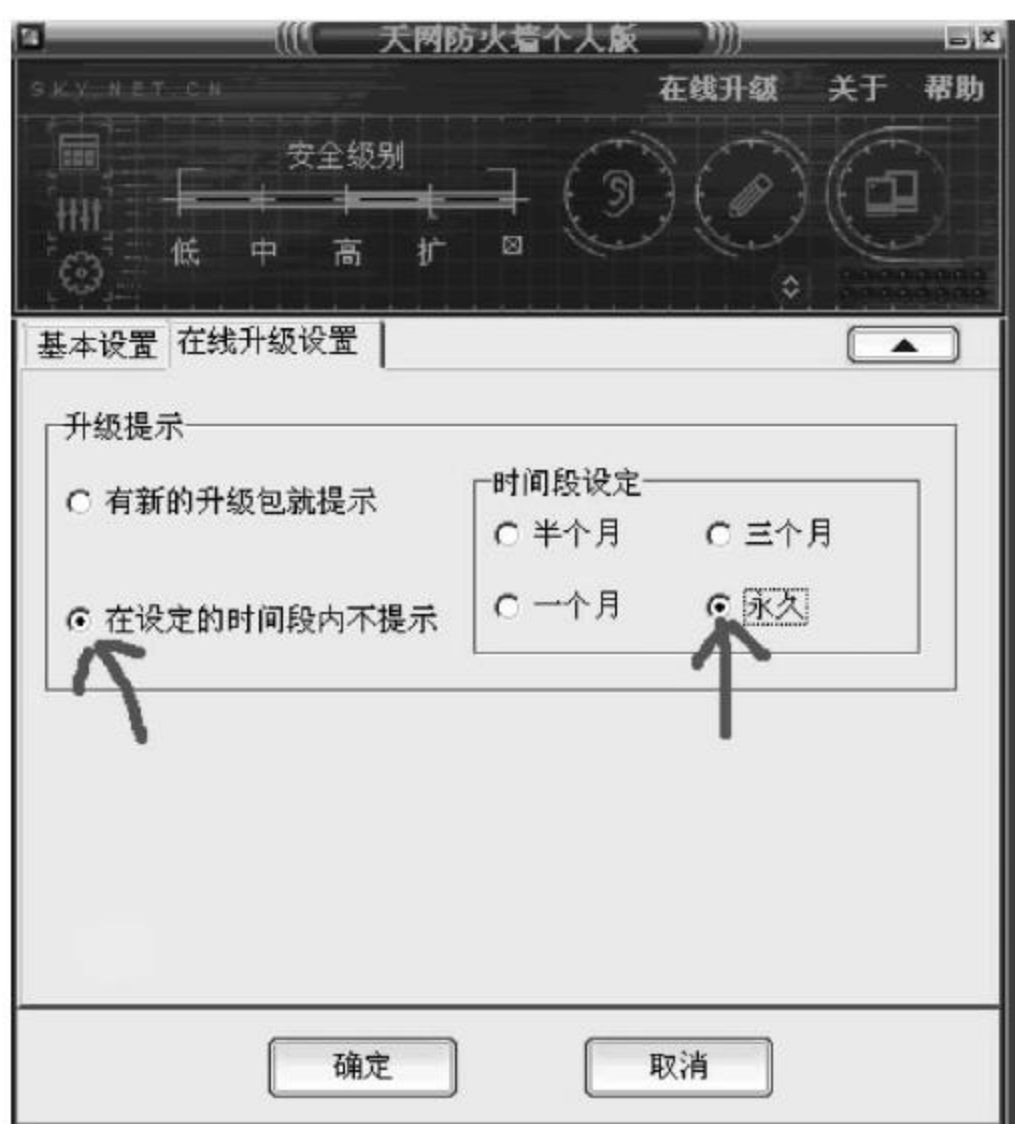 天网防火墙个人版
SKY.NET.CN
在线升级 关于 帮助
安全级别
低 中 高 扩
基本设置 在线升级设置
升级提示
有新的升级包就提示
在设定的时间段内不提示
时间段设定
半个月 三个月
一个月 永久
确定 取消